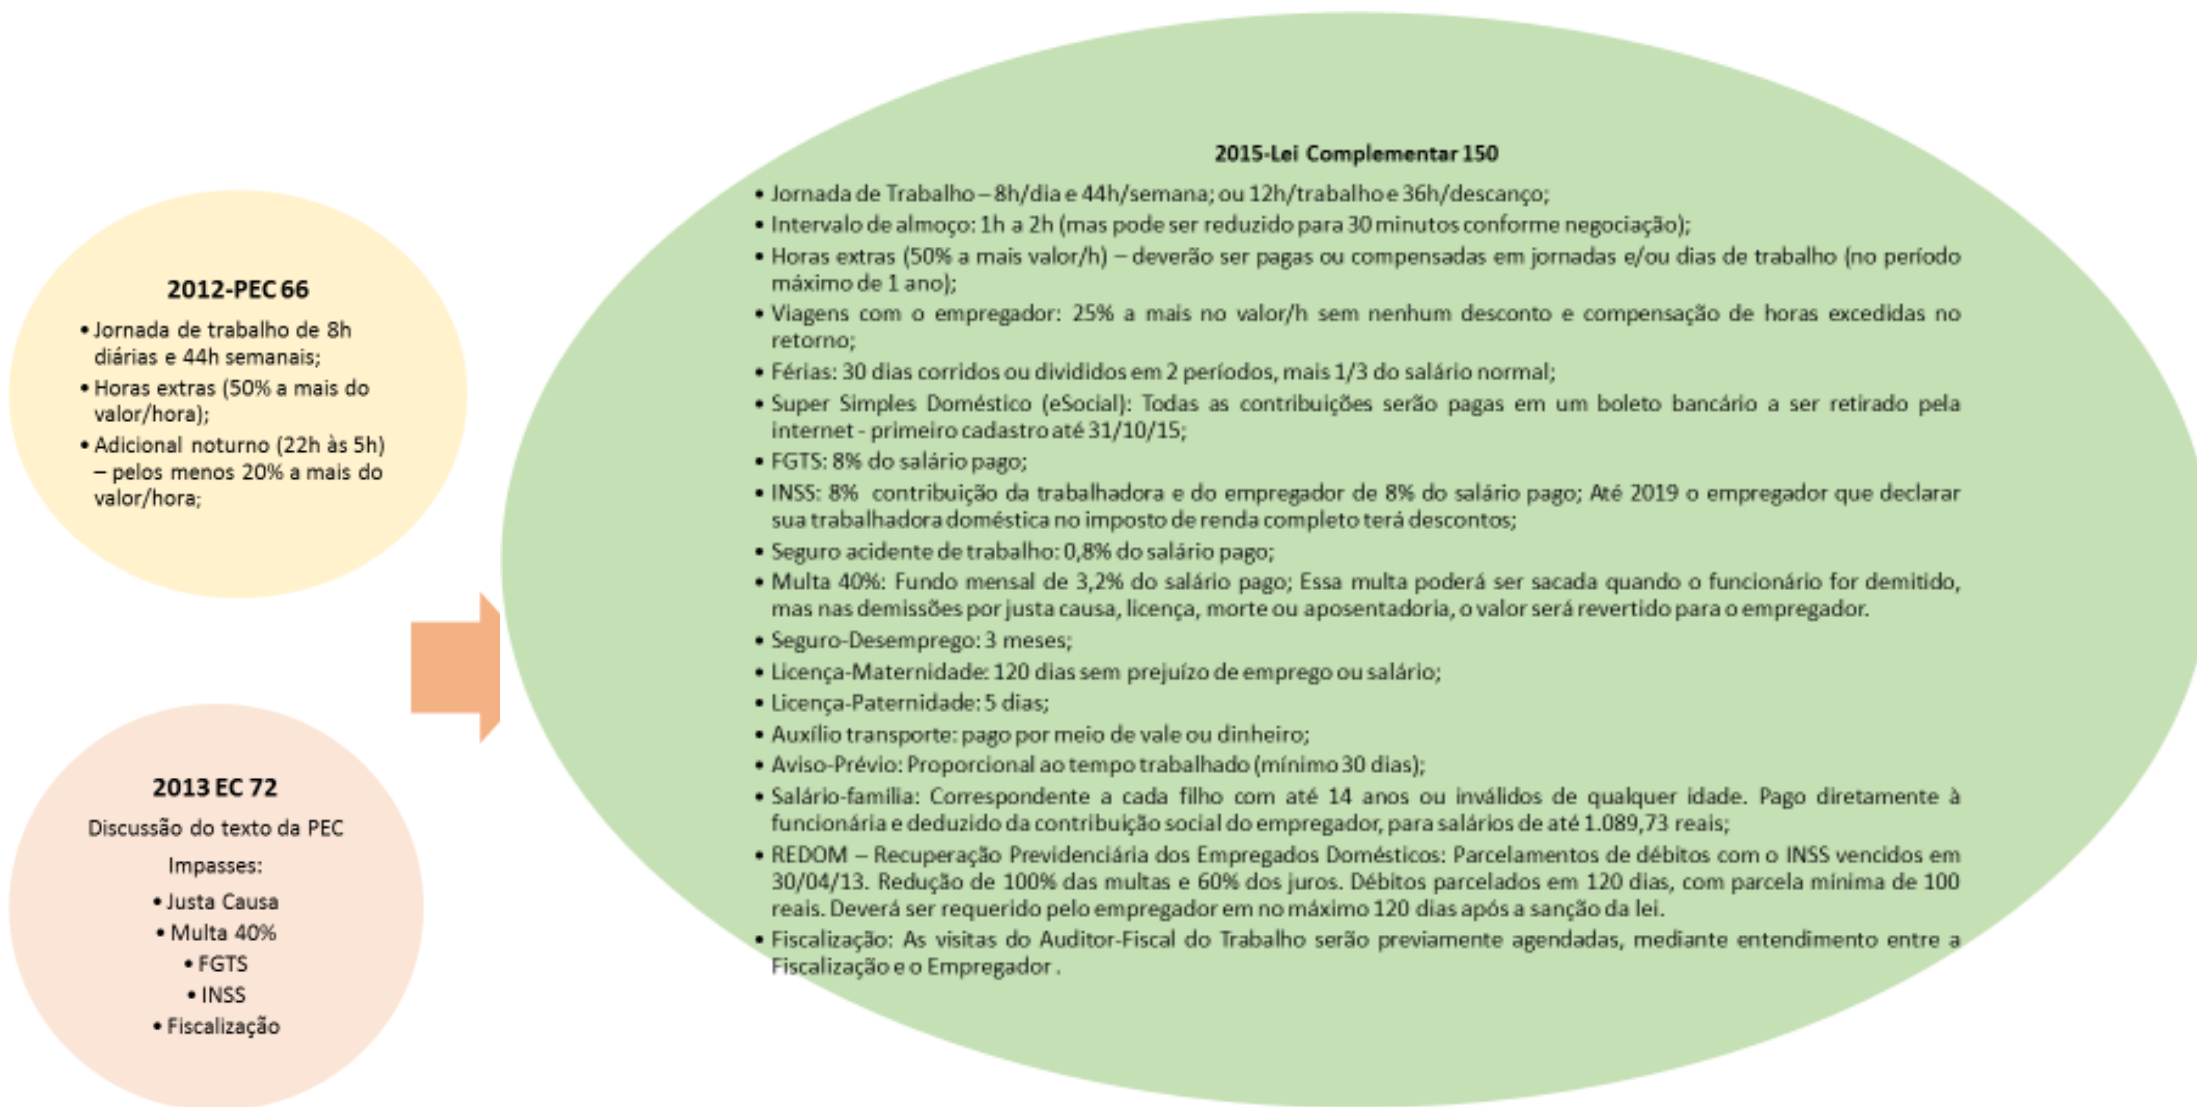 2012-PEC 66
• Jornada de trabalho de 8h
diárias e 44h semanais;
• Horas extras (50% a mais do
valor/hora);
• Adicional noturno (22h às 5h)
– pelos menos 20% a mais do
valor/hora;
2013 EC 72
Discussão do texto da PEC
Impasses:
• Justa Causa
• Multa 40%
• FGTS
• INSS
• Fiscalização
2015-Lei Complementar 150
• Jornada de Trabalho – 8h/dia e 44h/semana; ou 12h/trabalho e 36h/descanço;
• Intervalo de almoço: 1h a 2h (mas pode ser reduzido para 30 minutos conforme negociação);
• Horas extras (50% a mais valor/h) – deverão ser pagas ou compensadas em jornadas e/ou dias de trabalho (no período
máximo de 1 ano);
• Viagens com o empregador: 25% a mais no valor/h sem nenhum desconto e compensação de horas excedidas no
retorno;
• Férias: 30 dias corridos ou divididos em 2 períodos, mais 1/3 do salário normal;
• Super Simples Doméstico (eSocial): Todas as contribuições serão pagas em um boleto bancário a ser retirado pela
internet - primeiro cadastro até 31/10/15;
• FGTS: 8% do salário pago;
• INSS: 8% contribuição da trabalhadora e do empregador de 8% do salário pago; Até 2019 o empregador que declarar
sua trabalhadora doméstica no imposto de renda completo terá descontos;
• Seguro acidente de trabalho: 0,8% do salário pago;
• Multa 40%: Fundo mensal de 3,2% do salário pago; Essa multa poderá ser sacada quando o funcionário for demitido,
mas nas demissões por justa causa, licença, morte ou aposentadoria, o valor será revertido para o empregador.
• Seguro-Desemprego: 3 meses;
• Licença-Maternidade: 120 dias sem prejuízo de emprego ou salário;
• Licença-Paternidade: 5 dias;
• Auxílio transporte: pago por meio de vale ou dinheiro;
• Aviso-Prévio: Proporcional ao tempo trabalhado (mínimo 30 dias);
• Salário-família: Correspondente a cada filho com até 14 anos ou inválidos de qualquer idade. Pago diretamente à
funcionária e deduzido da contribuição social do empregador, para salários de até 1.089,73 reais;
• REDOM – Recuperação Previdenciária dos Empregados Domésticos: Parcelamentos de débitos com o INSS vencidos em
30/04/13. Redução de 100% das multas e 60% dos juros. Débitos parcelados em 120 dias, com parcela mínima de 100
reais. Deverá ser requerido pelo empregador em no máximo 120 dias após a sanção da lei.
• Fiscalização: As visitas do Auditor-Fiscal do Trabalho serão previamente agendadas, mediante entendimento entre a
Fiscalização e o Empregador .